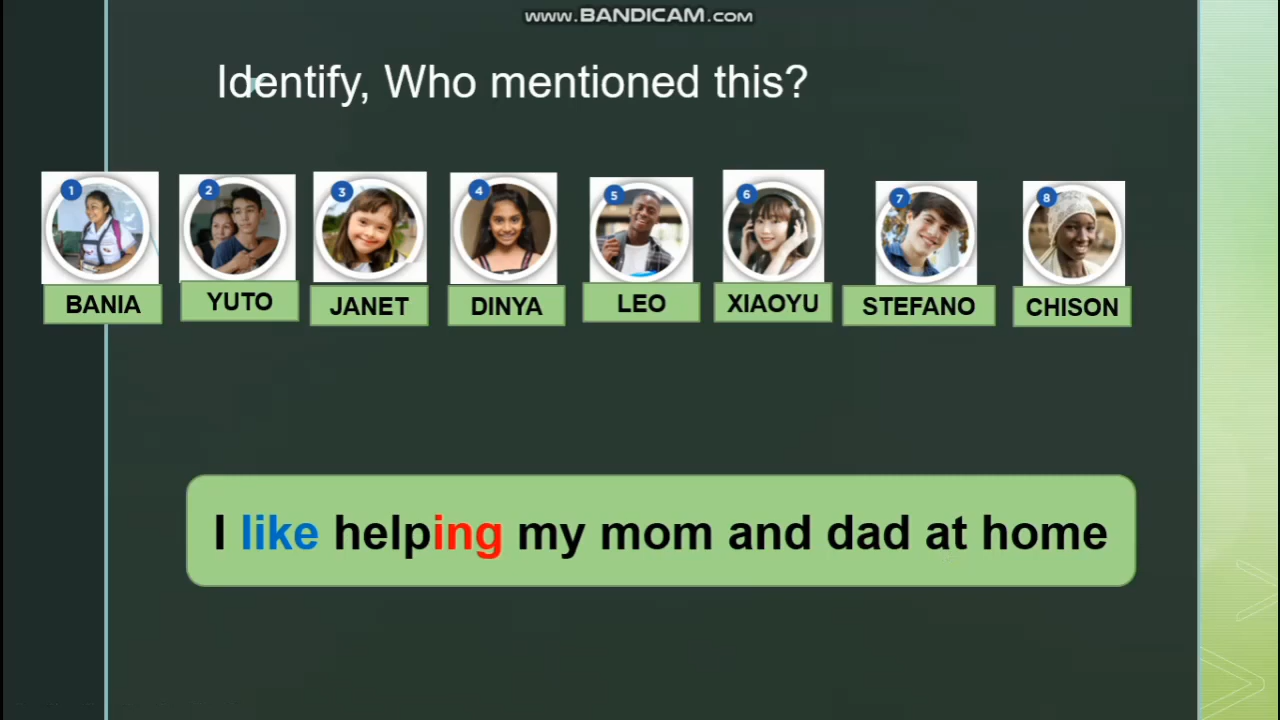 www.BANDICAM.com
Identify, Who mentioned this?
1 2 3 4 5 6 7 8
BANIA YUTO JANET DINYA LEO XIAOYU STEFANO CHISON
I like helping my mom and dad at home